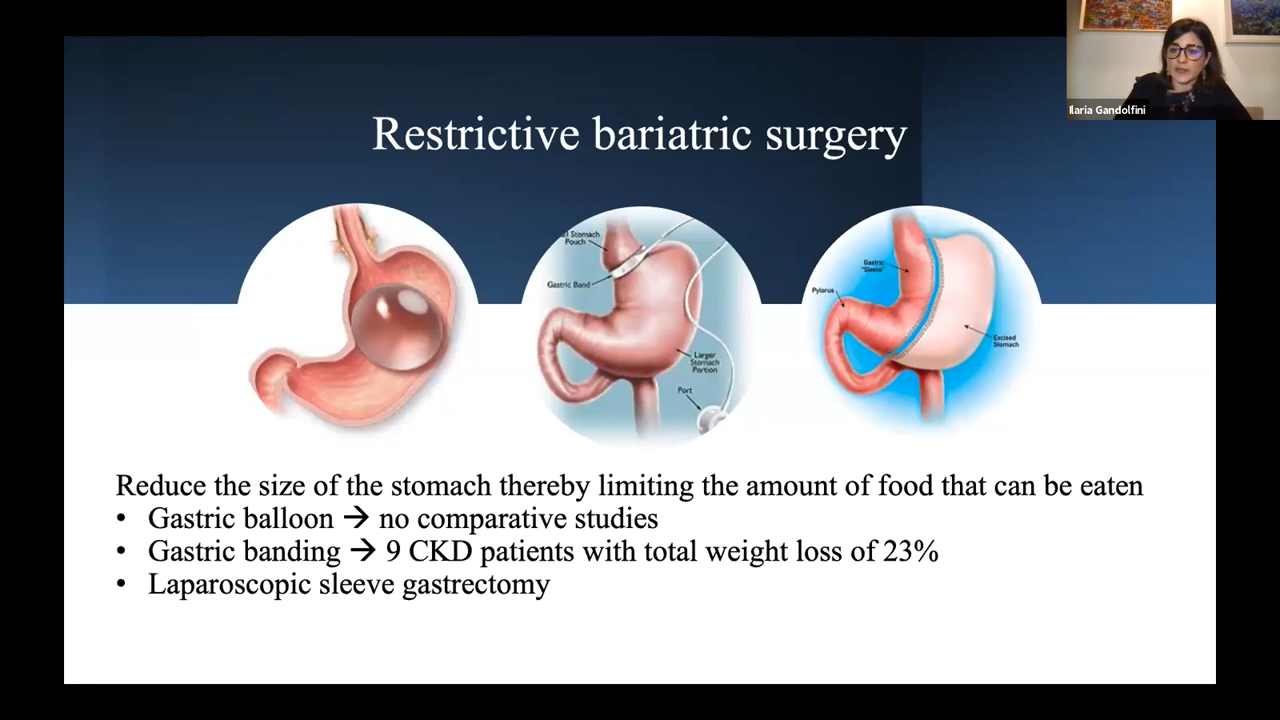 Ilaria Gandolfini
Restrictive bariatric surgery
Stomach
Pouch
Gastric Band
Larger
Stomach
Portion
Port
Gastric
"Sleeve"
Pylorus
Excised
Stomach
Reduce the size of the stomach thereby limiting the amount of food that can be eaten
• Gastric balloon → no comparative studies
• Gastric banding → 9 CKD patients with total weight loss of 23%
• Laparoscopic sleeve gastrectomy